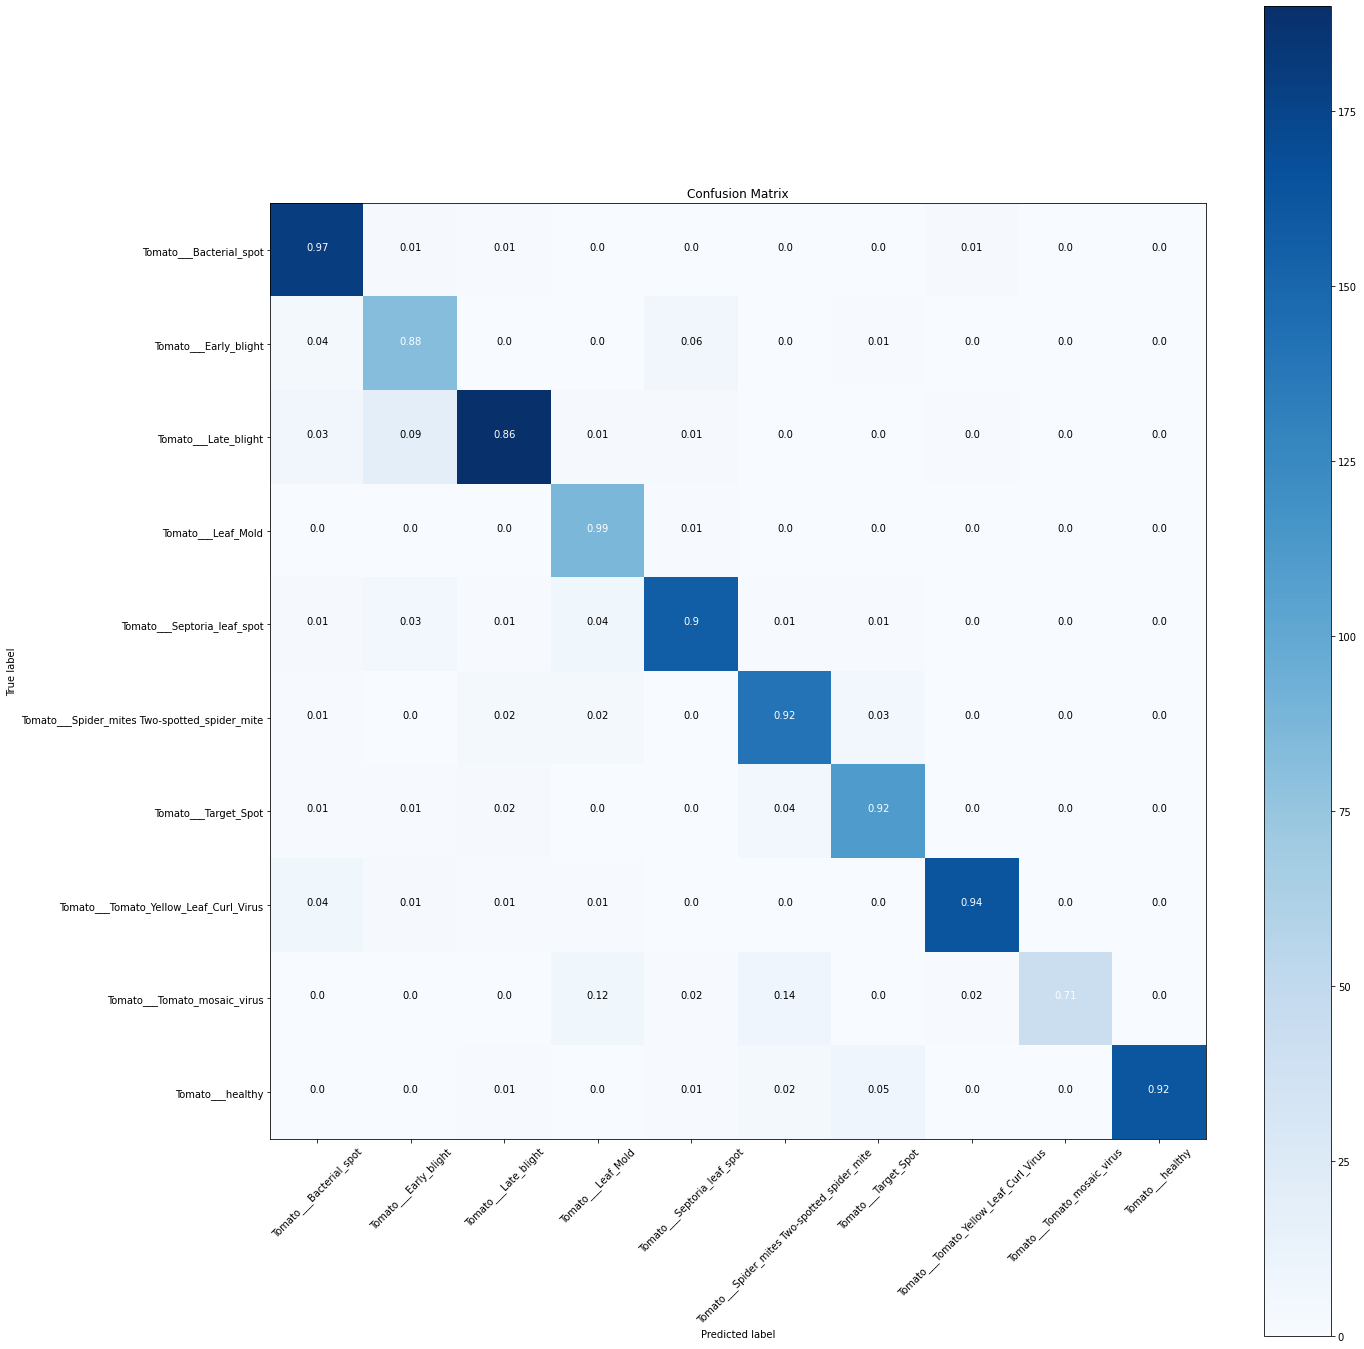 Confusion Matrix
True label
Tomato___Bacterial_spot 0.97 0.01 0.01 0.0 0.0 0.0 0.0 0.01 0.0 0.0
Tomato___Early_blight 0.04 0.88 0.0 0.0 0.06 0.0 0.01 0.0 0.0 0.0
Tomato___Late_blight 0.03 0.09 0.86 0.01 0.01 0.0 0.0 0.0 0.0 0.0
Tomato___Leaf_Mold 0.0 0.0 0.0 0.99 0.01 0.0 0.0 0.0 0.0 0.0
Tomato___Septoria_leaf_spot 0.01 0.03 0.01 0.04 0.9 0.01 0.01 0.0 0.0 0.0
Tomato___Spider_mites Two-spotted_spider_mite 0.01 0.0 0.02 0.02 0.0 0.92 0.03 0.0 0.0 0.0
Tomato___Target_Spot 0.01 0.01 0.02 0.0 0.0 0.04 0.92 0.0 0.0 0.0
Tomato___Tomato_Yellow_Leaf_Curl_Virus 0.04 0.01 0.01 0.01 0.0 0.0 0.0 0.94 0.0 0.0
Tomato___Tomato_mosaic_virus 0.0 0.0 0.0 0.12 0.02 0.14 0.0 0.02 0.71 0.0
Tomato___healthy 0.0 0.0 0.01 0.0 0.01 0.02 0.05 0.0 0.0 0.92
Tomato___Bacterial_spot
Tomato___Early_blight
Tomato___Late_blight
Tomato___Leaf_Mold
Tomato___Septoria_leaf_spot
Tomato___Spider_mites Two-spotted_spider_mite
Tomato___Target_Spot
Tomato___Tomato_Yellow_Leaf_Curl_Virus
Tomato___Tomato_mosaic_virus
Tomato___healthy
Predicted label
175
150
125
100
75
50
25
0